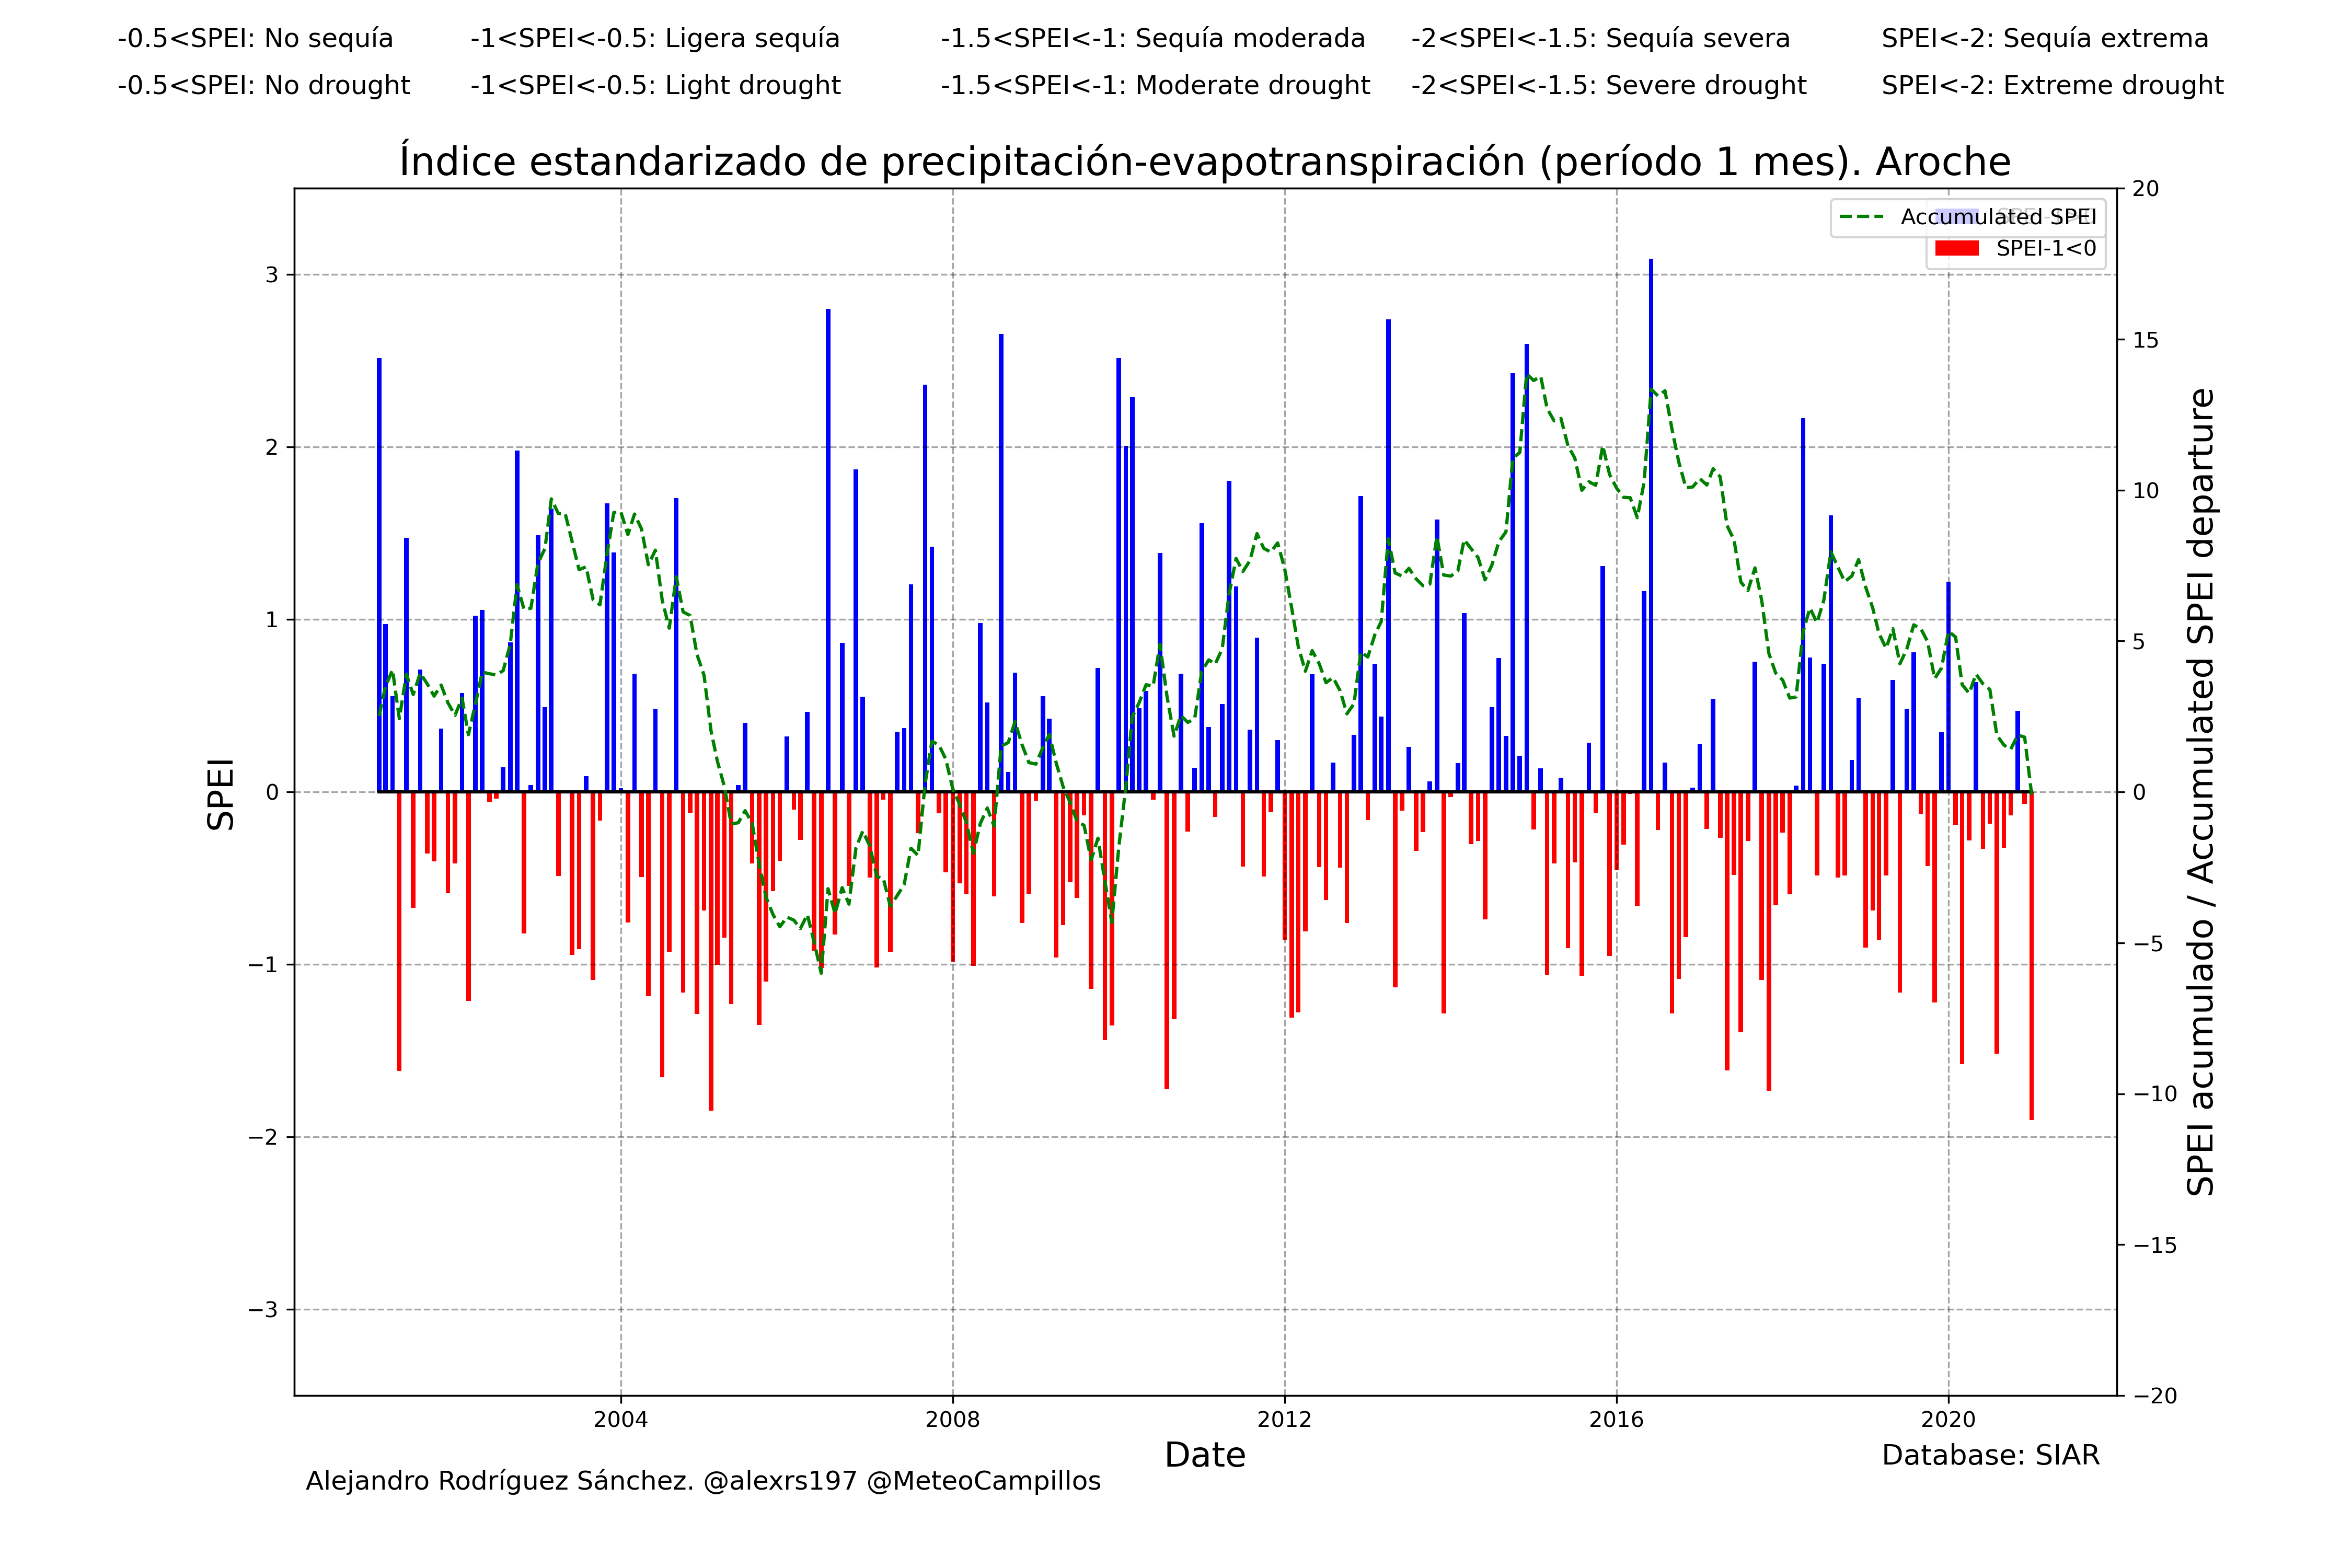 -0.5<SPEI: No sequía -1<SPEI<-0.5: Ligera sequía -1.5<SPEI<-1: Sequía moderada -2<SPEI<-1.5: Sequía severa SPEI<-2: Sequía extrema
-0.5<SPEI: No drought -1<SPEI<-0.5: Light drought -1.5<SPEI<-1: Moderate drought -2<SPEI<-1.5: Severe drought SPEI<-2: Extreme drought
Índice estandarizado de precipitación-evapotranspiración (período 1 mes). Aroche
Accumulated SPEI
SPEI-1<0
SPEI
3
2
1
0
−1
−2
−3
20
15
10
5
0
−5
−10
−15
−20
SPEI acumulado / Accumulated SPEI departure
2004 2008 2012 2016 2020
Date
Database: SIAR
Alejandro Rodríguez Sánchez. @alexrs197 @MeteoCampillos